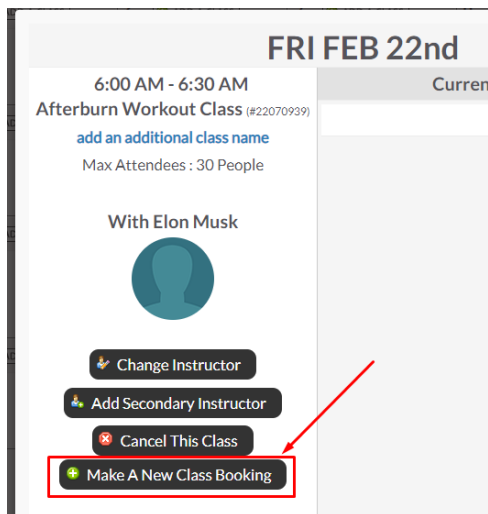 FRI FEB 22nd
6:00 AM - 6:30 AM
Afterburn Workout Class (#22070939)
add an additional class name
Max Attendees : 30 People
With Elon Musk
Change Instructor
Add Secondary Instructor
Cancel This Class
Make A New Class Booking
Curren